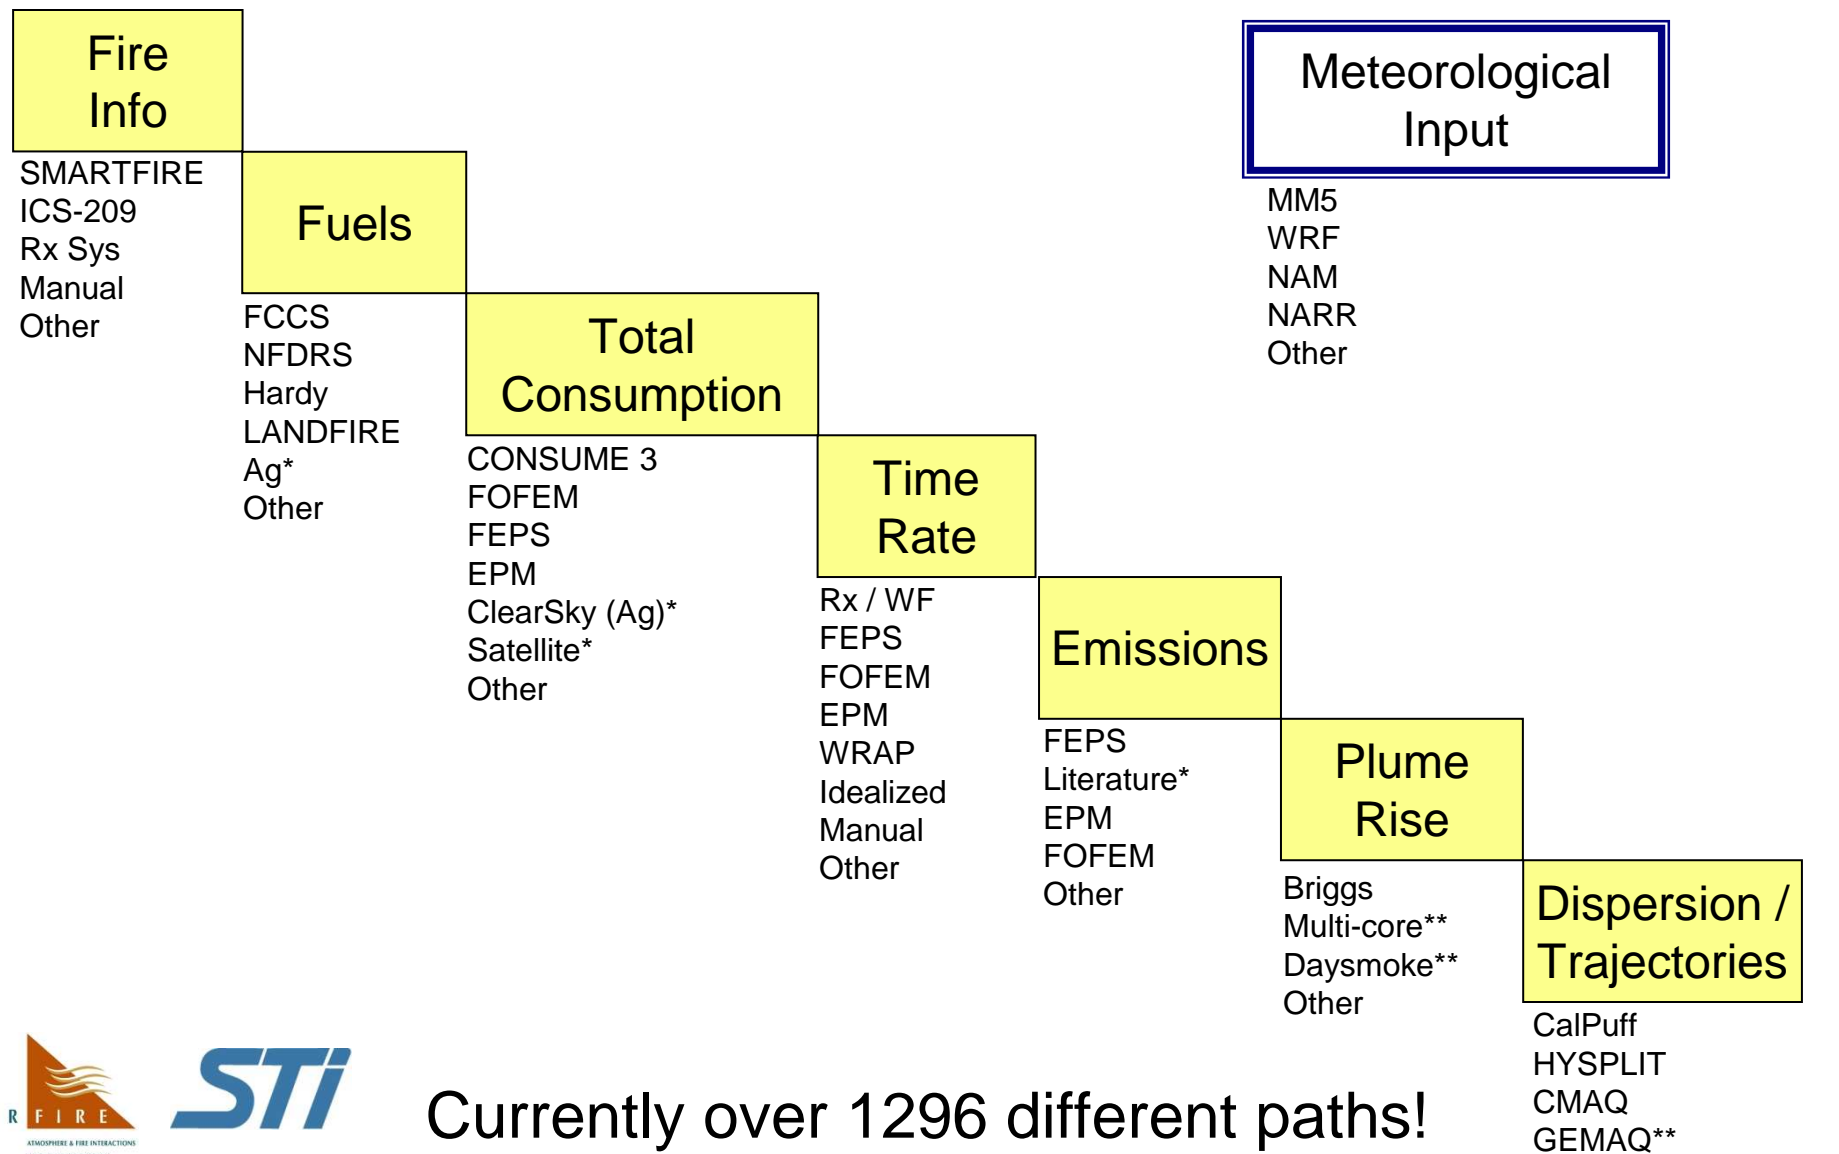 Fire
Info
SMARTFIRE
ICS-209
Rx Sys
Manual
Other
Fuels
FCCS
NFDRS
Hardy
LANDFIRE
Ag*
Other
Total
Consumption
CONSUME 3
FOFEM
FEPS
EPM
ClearSky (Ag)*
Satellite*
Other
Time
Rate
Rx / WF
FEPS
FOFEM
EPM
WRAP
Idealized
Manual
Other
Emissions
FEPS
Literature*
EPM
FOFEM
Other
Plume
Rise
Briggs
Multi-core**
Daysmoke**
Other
Dispersion /
Trajectories
CalPuff
HYSPLIT
CMAQ
GEMAQ**
Meteorological
Input
MM5
WRF
NAM
NARR
Other
R FIRE
ATMOSPHERE & FIRE INTERACTIONS
STi
Currently over 1296 different paths!